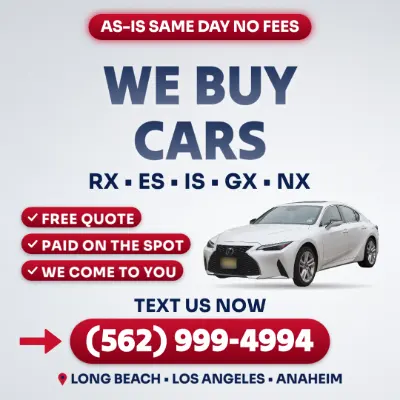 AS-IS SAME DAY NO FEES
WE BUY
CARS
RX ▪ ES ▪ IS ▪ GX ▪ NX
✓ FREE QUOTE
✓ PAID ON THE SPOT
✓ WE COME TO YOU
TEXT US NOW
(562) 999-4994
LONG BEACH ▪ LOS ANGELES ▪ ANAHEIM